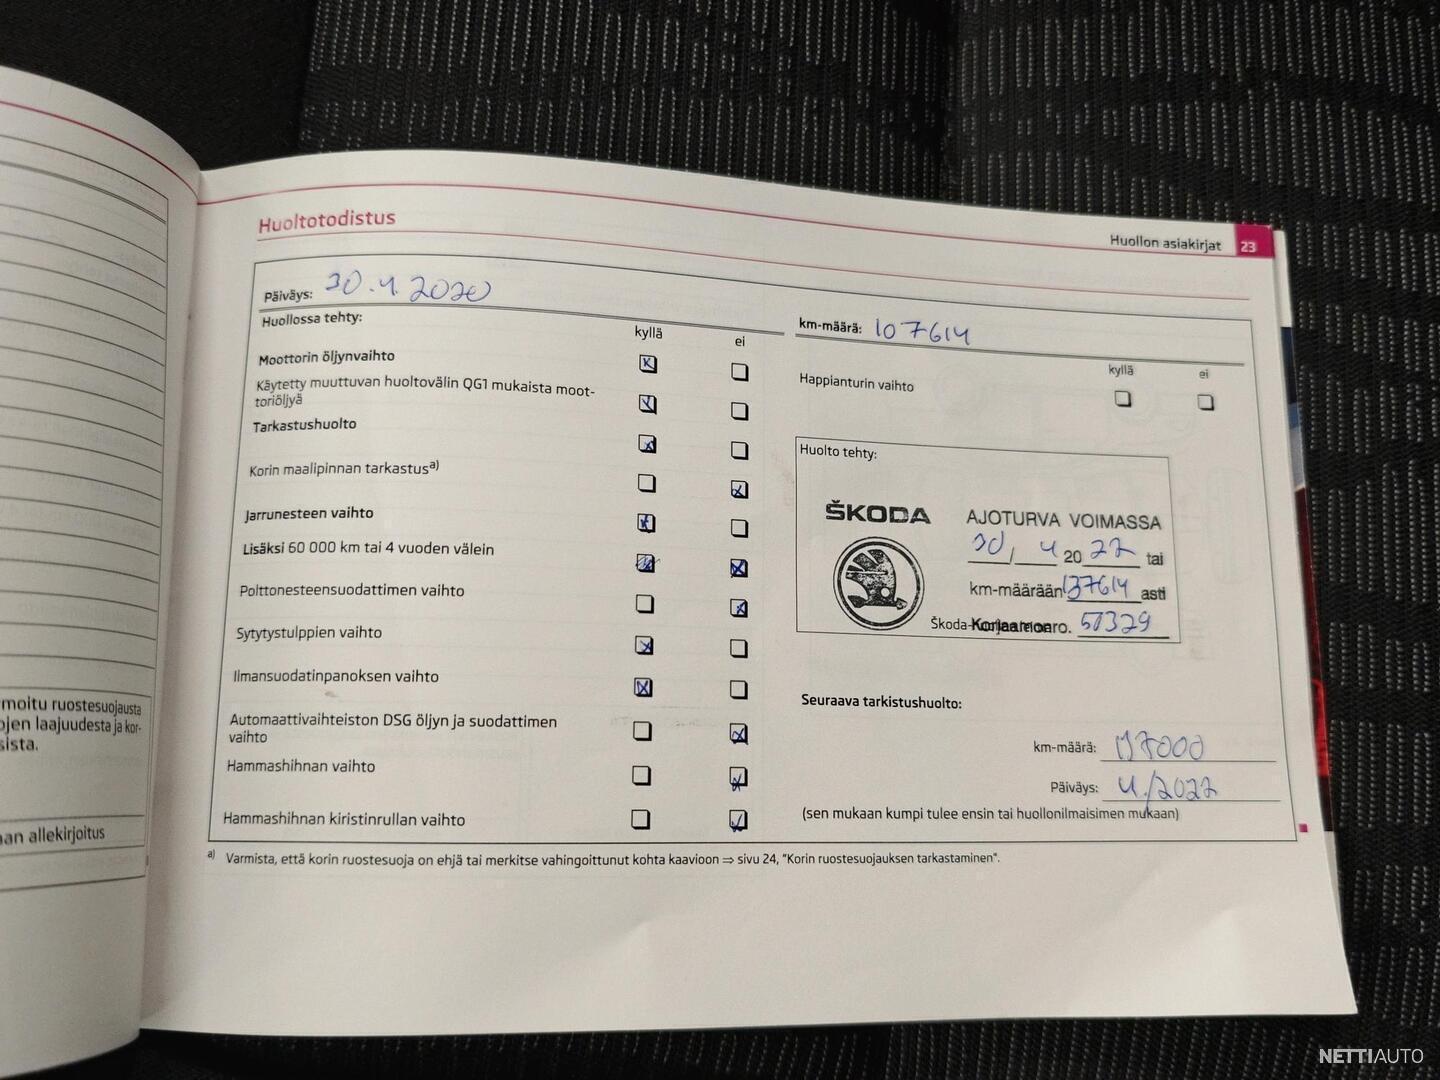 Huoltotodistus
Huollon asiakirjat 23
Päiväys: 30.4.2020
km-määrä: 107614
Huollossa tehty:
kyllä ei
Moottorin öljynvaihto
Käytetty muuttuvan huoltovälin QG1 mukaista moot-
toriöljyä
Tarkastushuolto
Korin maalipinnan tarkastus a)
Jarrunesteen vaihto
Lisäksi 60 000 km tai 4 vuoden välein
Polttonesteensuodattimen vaihto
Sytytystulppien vaihto
Ilmansuodatinpanoksen vaihto
Automaattivaihteiston DSG öljyn ja suodattimen
vaihto
Hammashihnan vaihto
Hammashihnan kiristinrullan vaihto
kyllä ei
Happianturin vaihto
Huolto tehty:
ŠKODA
AJOTURVA VOIMASSA
30/4 2022 tai
km-määrään 137614 asti
Škoda-Korjaamonro. 57329
Seuraava tarkistushuolto:
km-määrä: 137000
Päiväys: 4/2022
(sen mukaan kumpi tulee ensin tai huollonilmaisimen mukaan)
a) Varmista, että korin ruostesuoja on ehjä tai merkitse vahingoittunut kohta kaavioon ⇒ sivu 24, "Korin ruostesuojauksen tarkastaminen".
moitu ruostesuojausta
ojen laajuudesta ja kor-
sista.
an allekirjoitus
NETTIAUTO